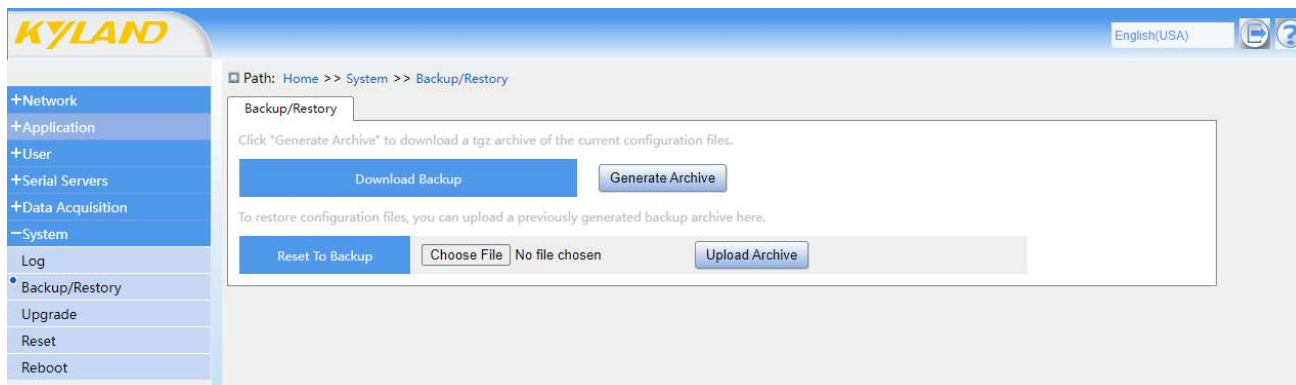 KYLAND
English(USA)
Path: Home >> System >> Backup/Restory
+Network
+Application
+User
+Serial Servers
+Data Acquisition
−System
Log
Backup/Restory
Upgrade
Reset
Reboot
Backup/Restory
Click "Generate Archive" to download a tgz archive of the current configuration files.
Download Backup Generate Archive
To restore configuration files, you can upload a previously generated backup archive here.
Reset To Backup Choose File No file chosen Upload Archive